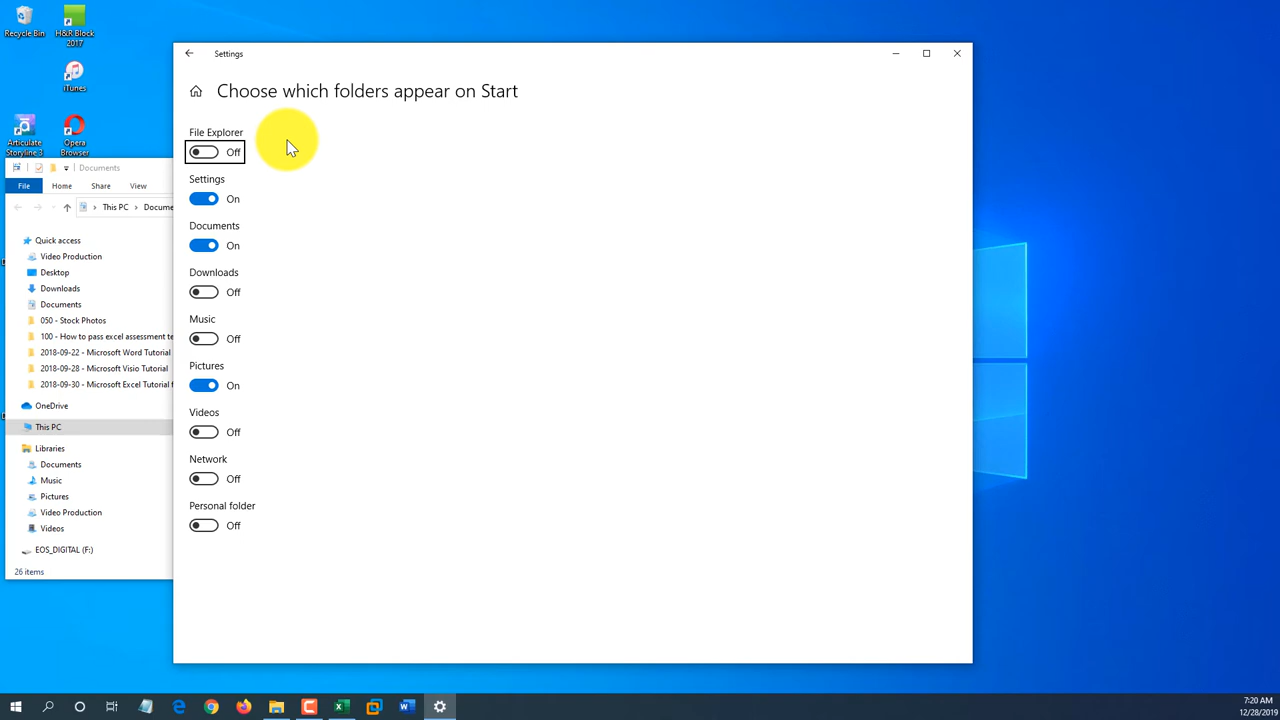 Recycle Bin
H&R Block
2017
iTunes
Articulate
Storyline 3
Opera
Browser
Documents
File Home Share View
This PC Docume
Quick access
Video Production
Desktop
Downloads
Documents
050 - Stock Photos
100 - How to pass excel assessment te
2018-09-22 - Microsoft Word Tutorial
2018-09-28 - Microsoft Visio Tutorial
2018-09-30 - Microsoft Excel Tutorial f
OneDrive
This PC
Libraries
Documents
Music
Pictures
Video Production
Videos
EOS_DIGITAL (F:)
26 items
Settings
Choose which folders appear on Start
File Explorer
Off
Settings
On
Documents
On
Downloads
Off
Music
Off
Pictures
On
Videos
Off
Network
Off
Personal folder
Off
7:20 AM
12/28/2019